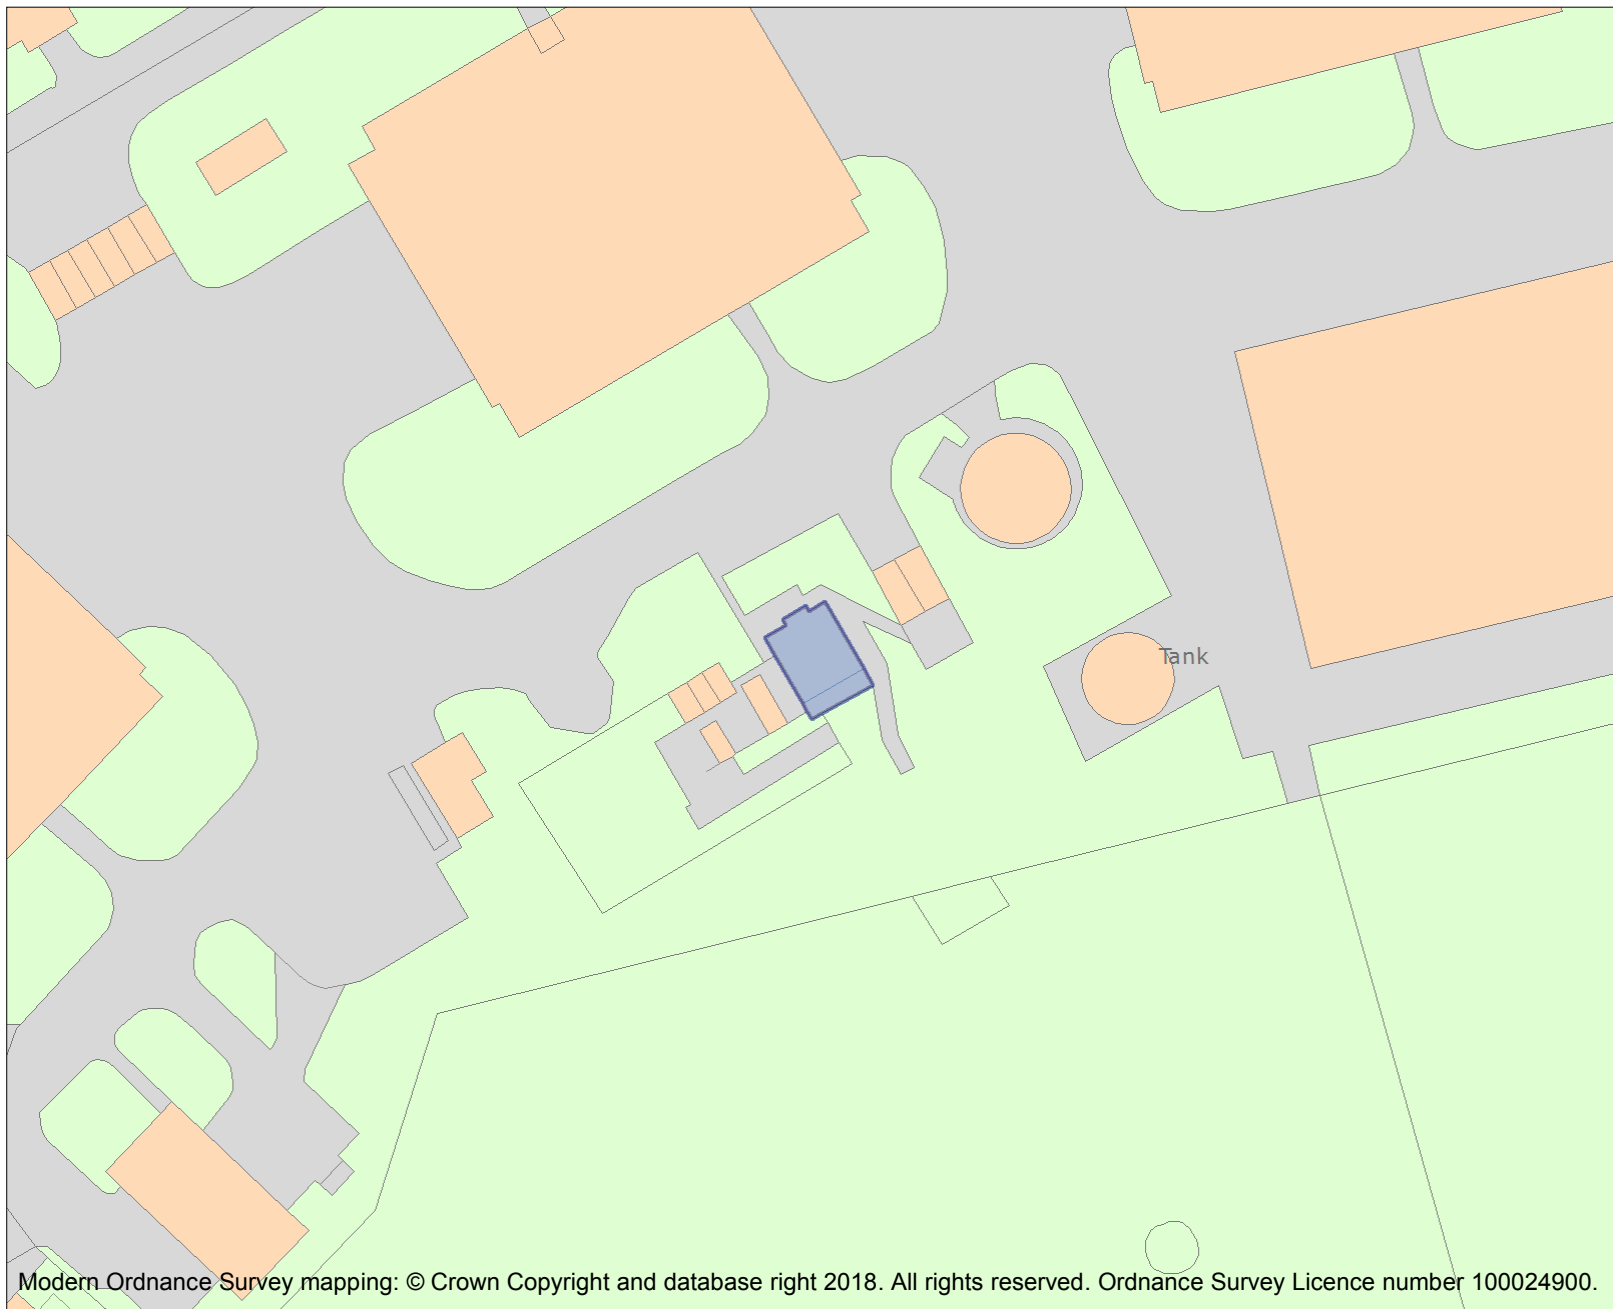 Tank
Modern Ordnance Survey mapping: © Crown Copyright and database right 2018. All rights reserved. Ordnance Survey Licence number 100024900.